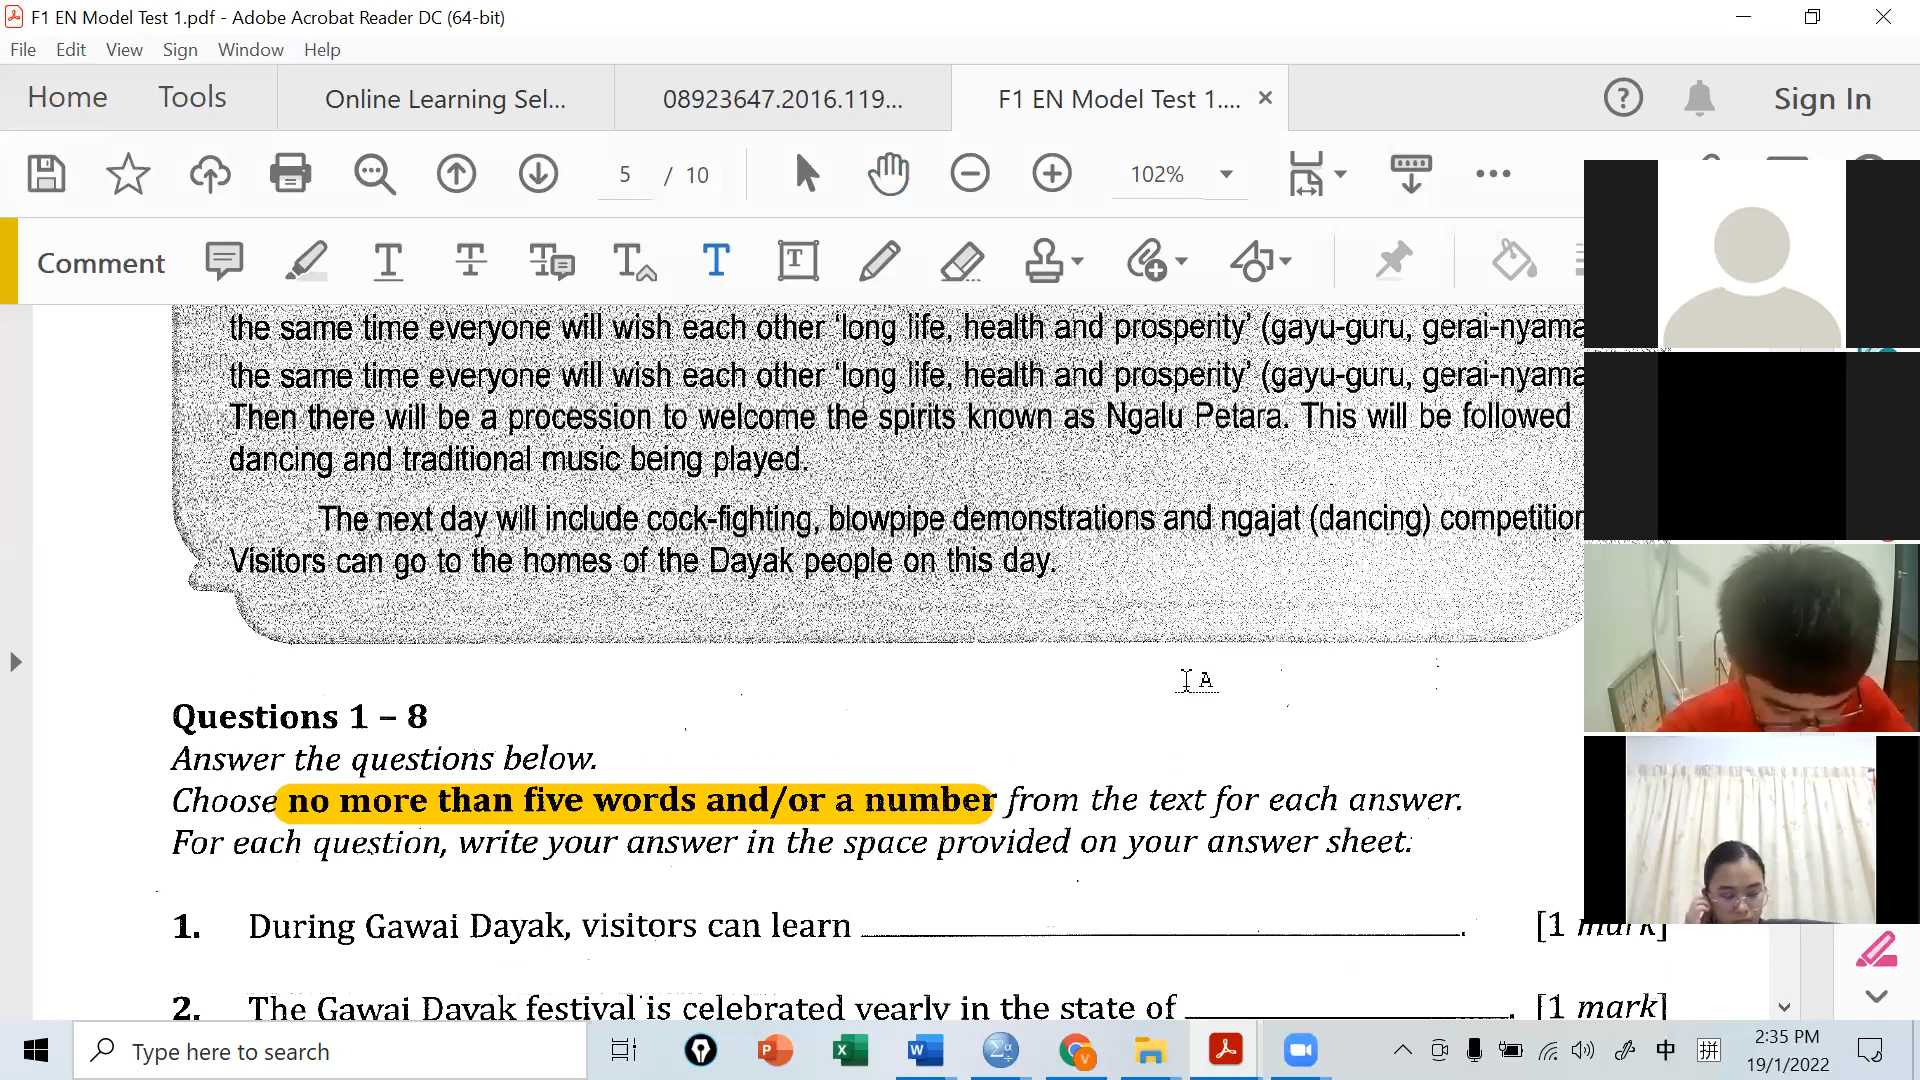 F1 EN Model Test 1.pdf - Adobe Acrobat Reader DC (64-bit)
File Edit View Sign Window Help
Home Tools Online Learning Sel... 08923647.2016.119... F1 EN Model Test 1.... × Sign In
5 / 10 102%
Comment
the same time everyone will wish each other ‘long life, health and prosperity’ (gayu-guru, gerai-nyama
the same time everyone will wish each other ‘long life, health and prosperity’ (gayu-guru, gerai-nyama
Then there will be a procession to welcome the spirits known as Ngalu Petara. This will be followed
dancing and traditional music being played.
The next day will include cock-fighting, blowpipe demonstrations and ngajat (dancing) competition
Visitors can go to the homes of the Dayak people on this day.
A
Questions 1 – 8
Answer the questions below.
Choose no more than five words and/or a number from the text for each answer.
For each question, write your answer in the space provided on your answer sheet:
1. During Gawai Dayak, visitors can learn ____________. [1 mark]
2. The Gawai Dayak festival is celebrated yearly in the state of ____________. [1 mark]
Type here to search
中 拼 2:35 PM
19/1/2022